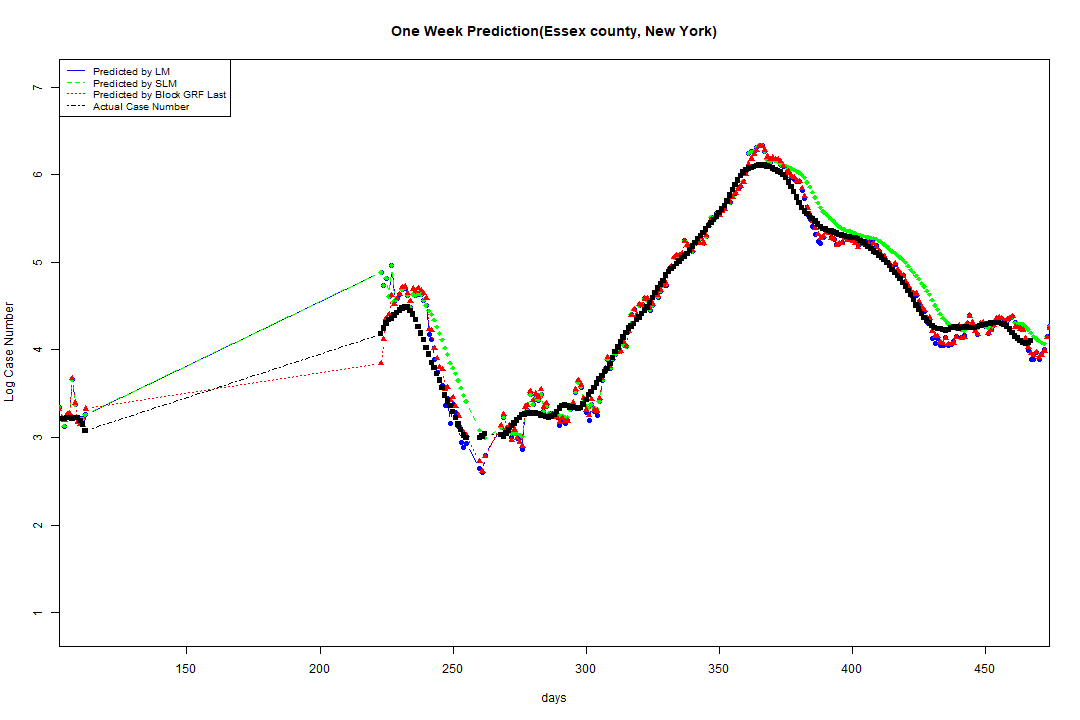 One Week Prediction(Essex county, New York)
Predicted by LM
Predicted by SLM
Predicted by Block GRF Last
Actual Case Number
7
6
5
4
3
2
1
Log Case Number
150 200 250 300 350 400 450
days